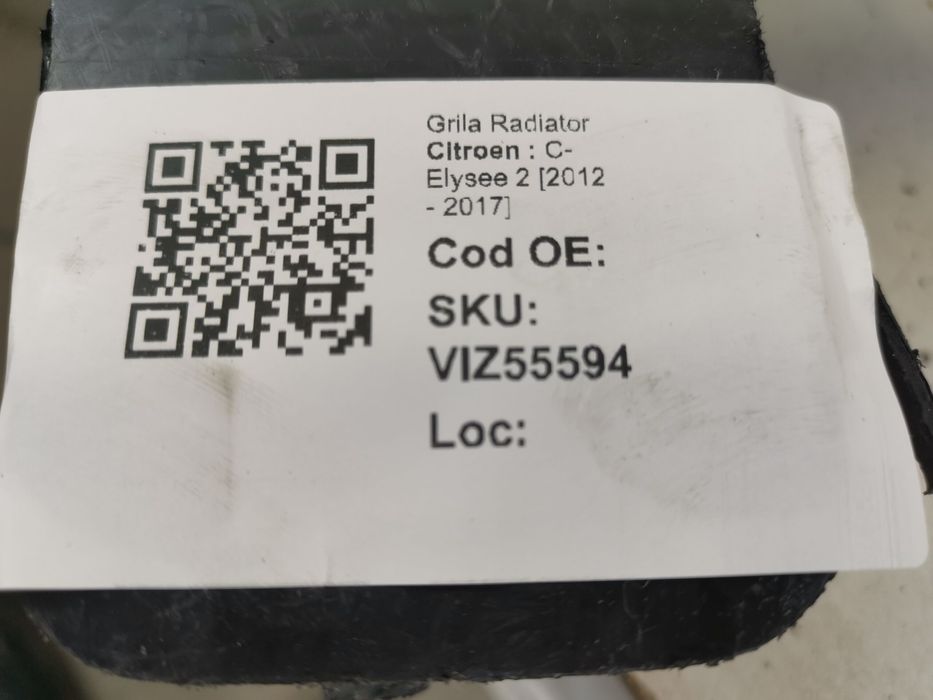 Grila Radiator
Citroen : C-
Elysee 2 [2012
- 2017]
Cod OE:
SKU:
VIZ55594
Loc: